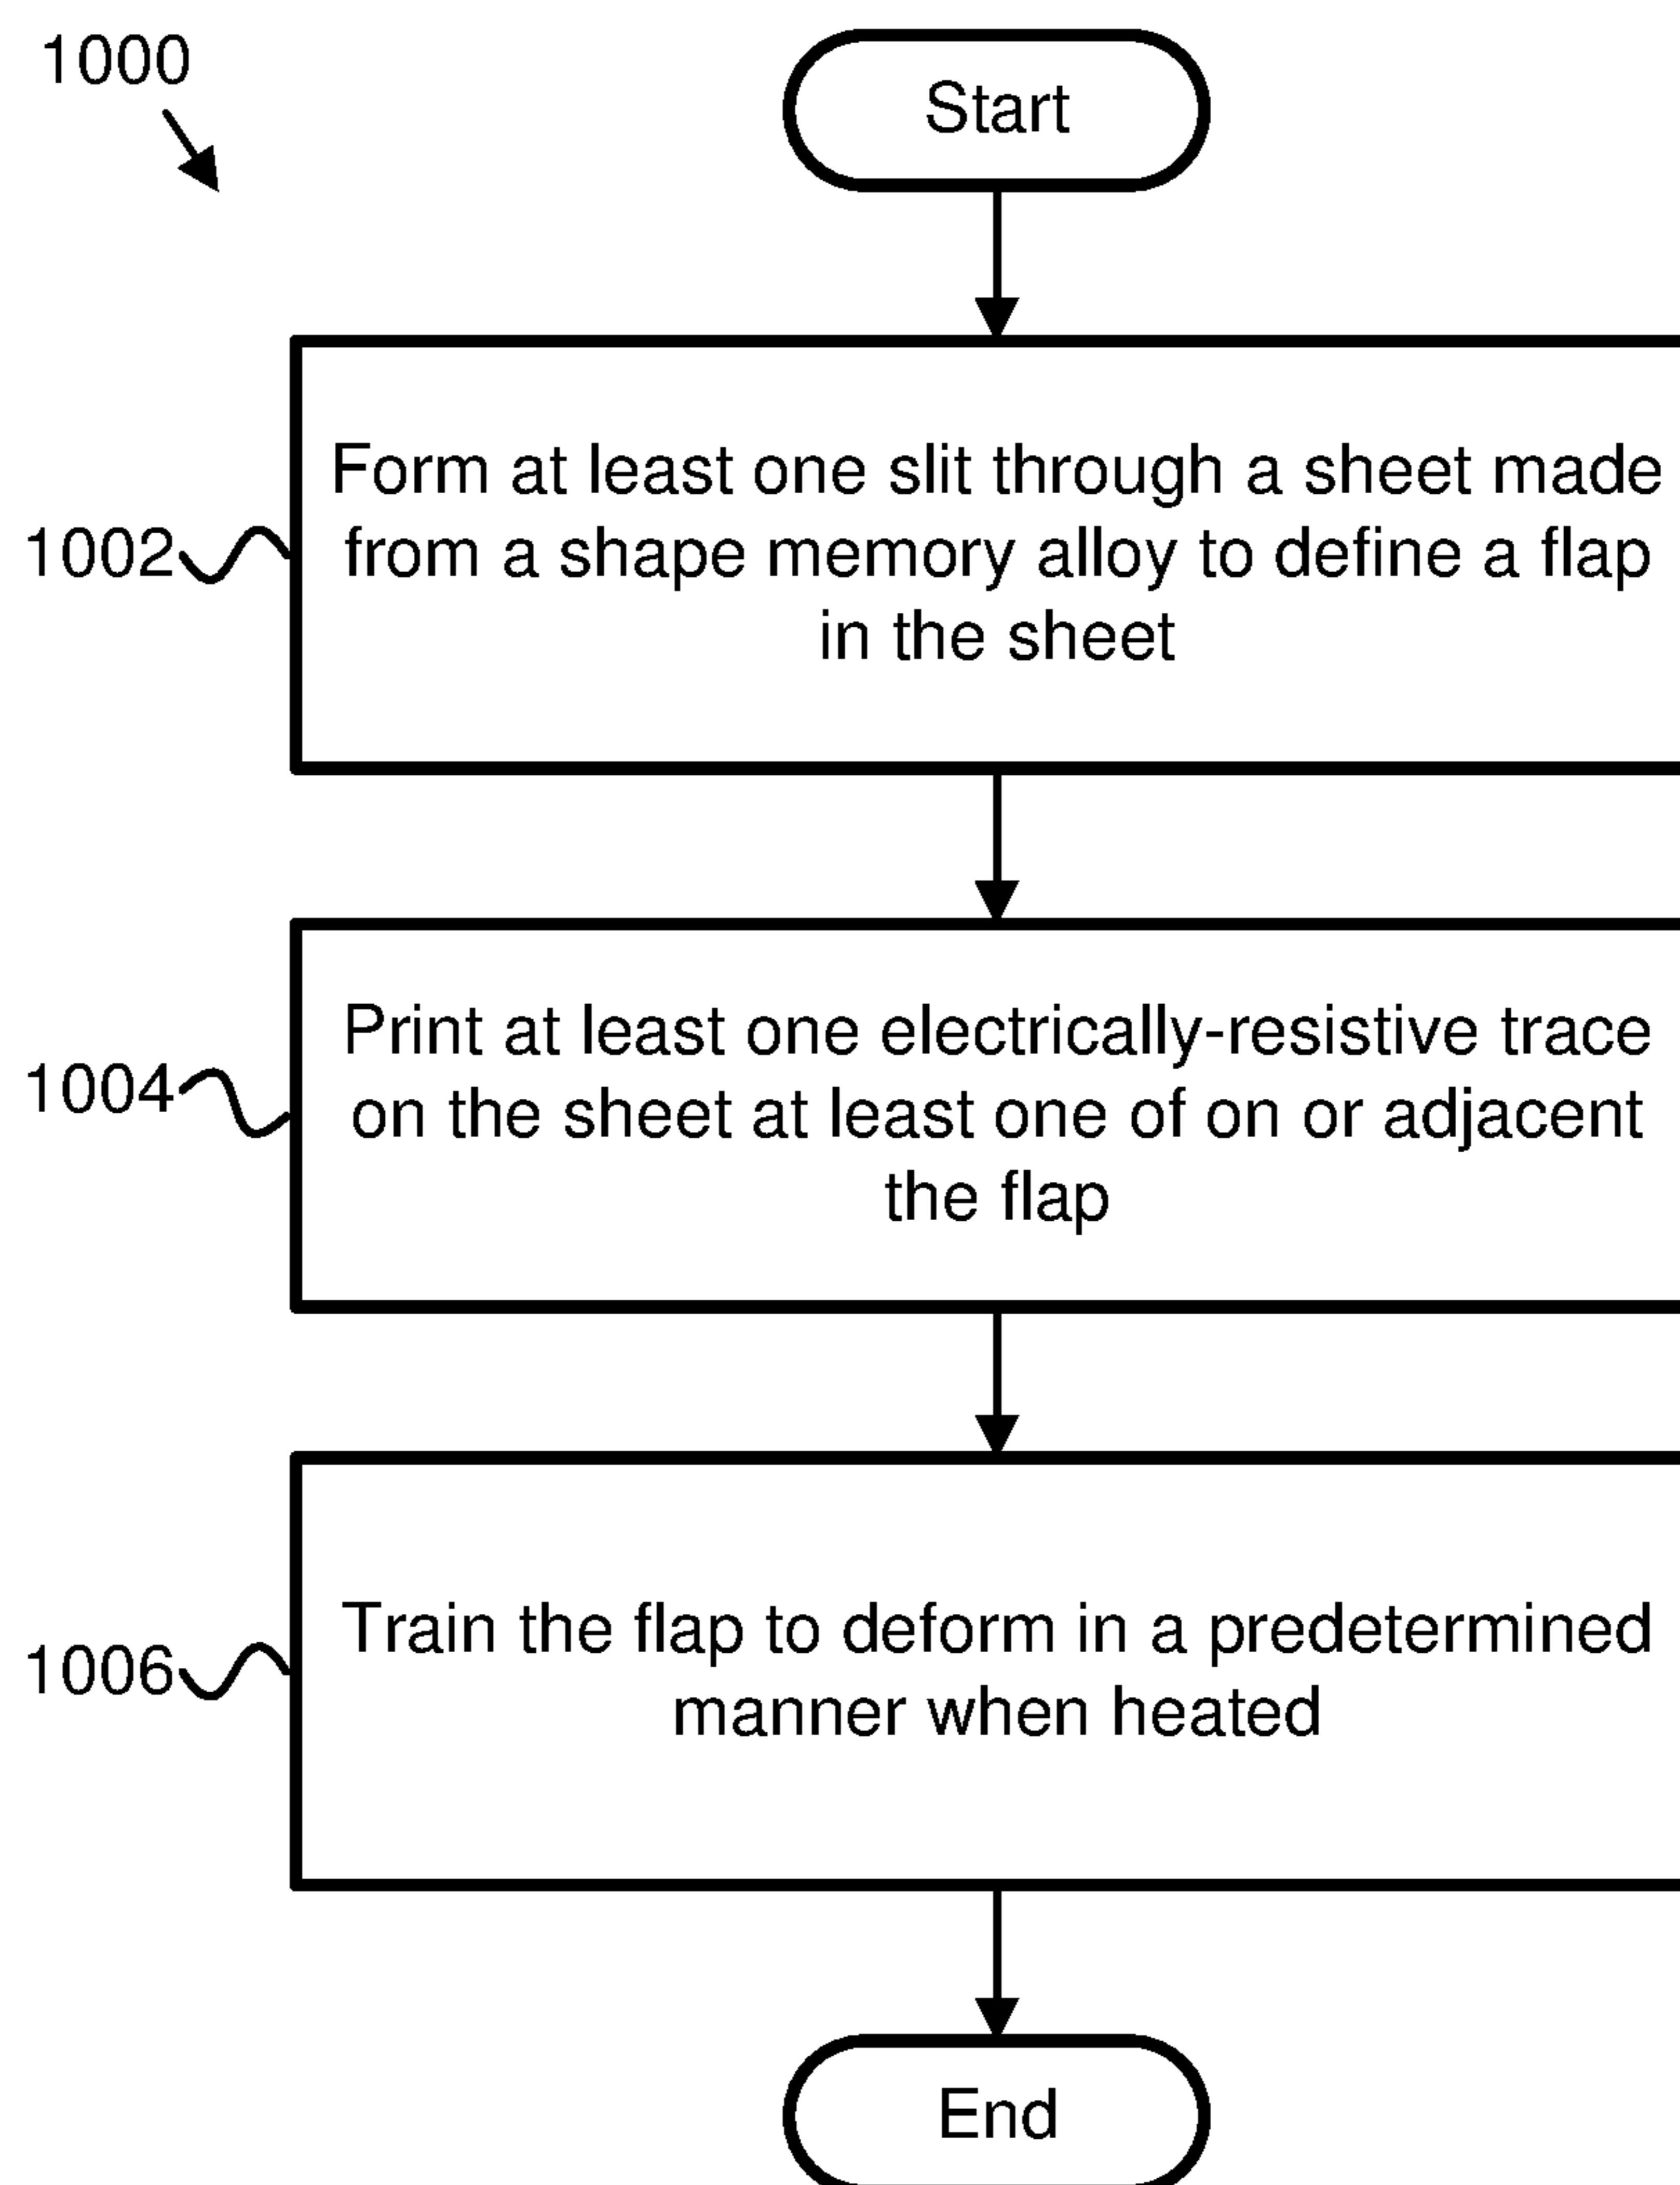 1000
Start
1002
Form at least one slit through a sheet made
from a shape memory alloy to define a flap
in the sheet
1004
Print at least one electrically-resistive trace
on the sheet at least one of on or adjacent
the flap
1006
Train the flap to deform in a predetermined
manner when heated
End